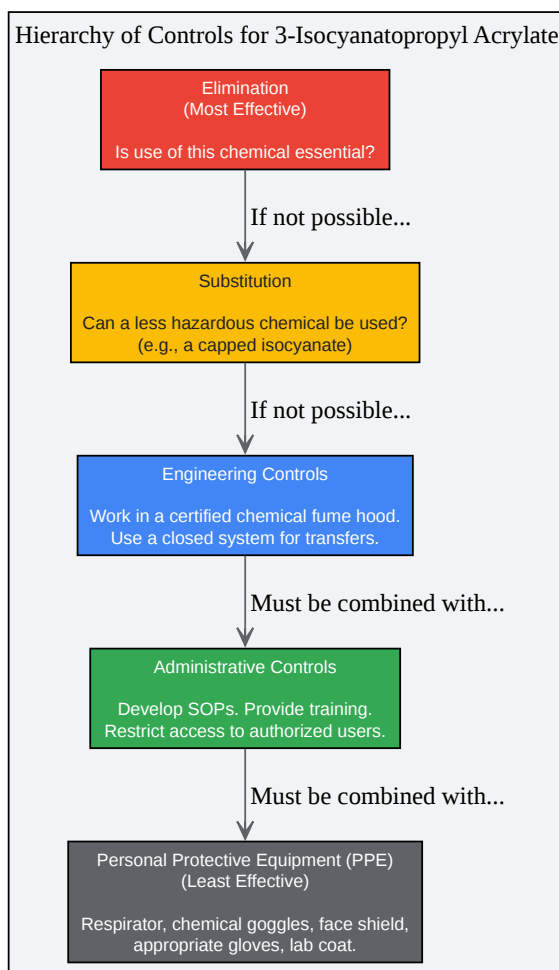 Hierarchy of Controls for 3-Isocyanatopropyl Acrylate
Elimination
(Most Effective)
Is use of this chemical essential?
If not possible...
Substitution
Can a less hazardous chemical be used?
(e.g., a capped isocyanate)
If not possible...
Engineering Controls
Work in a certified chemical fume hood.
Use a closed system for transfers.
Must be combined with...
Administrative Controls
Develop SOPs. Provide training.
Restrict access to authorized users.
Must be combined with...
Personal Protective Equipment (PPE)
(Least Effective)
Respirator, chemical goggles, face shield,
appropriate gloves, lab coat.